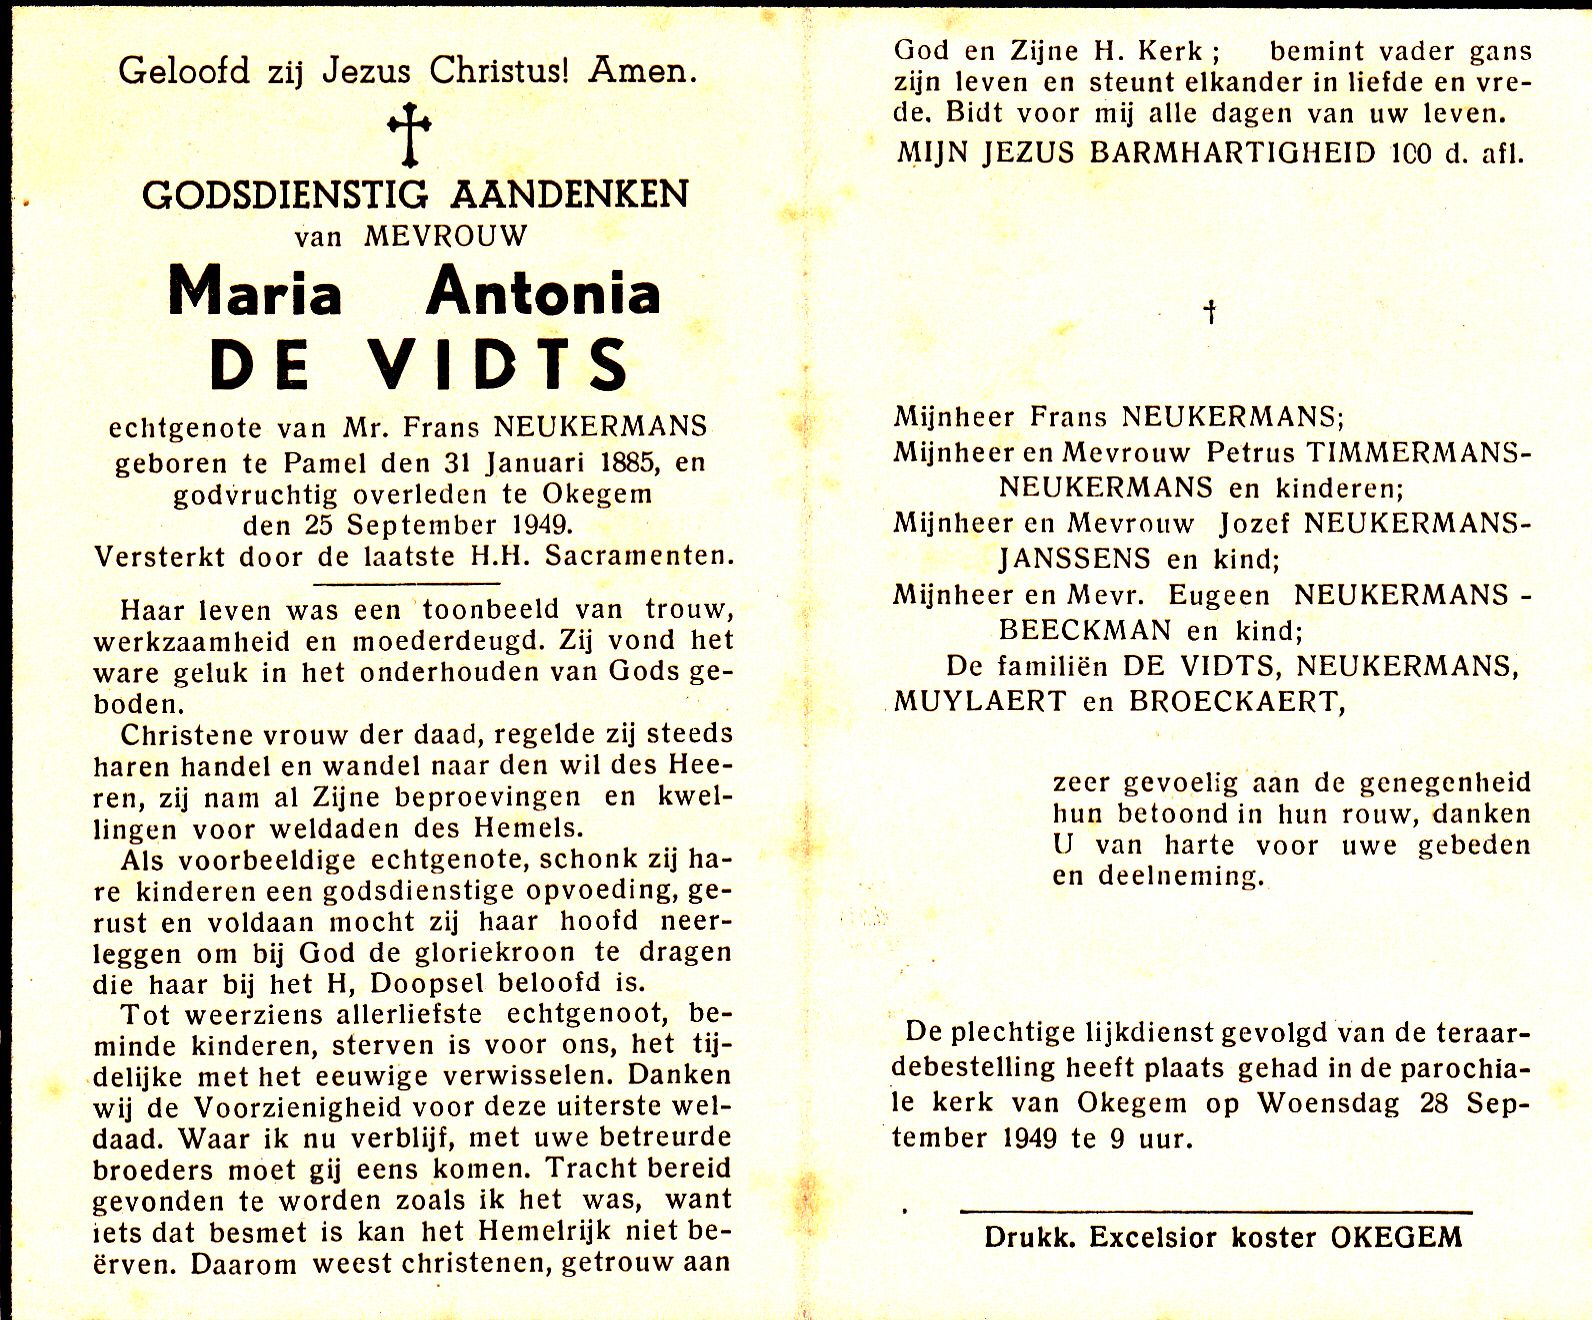 Geloofd zij Jezus Christus! Amen.
GODSDIENSTIG AANDENKEN
van MEVROUW
Maria Antonia
DE VIDTS
echtgenote van Mr. Frans NEUKERMANS
geboren te Pamel den 31 Januari 1885, en
godvruchtig overleden te Okegem
den 25 September 1949.
Versterkt door de laatste H.H. Sacramenten.
Haar leven was een toonbeeld van trouw,
werkzaamheid en moederdeugd. Zij vond het
ware geluk in het onderhouden van Gods ge-
boden.
Christene vrouw der daad, regelde zij steeds
haren handel en wandel naar den wil des Hee-
ren, zij nam al Zijne beproevingen en kwel-
lingen voor weldaden des Hemels.
Als voorbeeldige echtgenote, schonk zij ha-
re kinderen een godsdienstige opvoeding, ge-
rust en voldaan mocht zij haar hoofd neer-
leggen om bij God de gloriekroon te dragen
die haar bij het H, Doopsel beloofd is.
Tot weerziens allerliefste echtgenoot, be-
minde kinderen, sterven is voor ons, het tij-
delijke met het eeuwige verwisselen. Danken
wij de Voorzienigheid voor deze uiterste wel-
daad. Waar ik nu verblijf, met uwe betreurde
broeders moet gij eens komen. Tracht bereid
gevonden te worden zoals ik het was, want
iets dat besmet is kan het Hemelrijk niet be-
ërven. Daarom weest christenen, getrouw aan
God en Zijne H. Kerk ; bemint vader gans
zijn leven en steunt elkander in liefde en vre-
de. Bidt voor mij alle dagen van uw leven.
MIJN JEZUS BARMHARTIGHEID 100 d. afl.
†
Mijnheer Frans NEUKERMANS;
Mijnheer en Mevrouw Petrus TIMMERMANS-
NEUKERMANS en kinderen;
Mijnheer en Mevrouw Jozef NEUKERMANS-
JANSSENS en kind;
Mijnheer en Mevr. Eugeen NEUKERMANS -
BEECKMAN en kind;
De familiën DE VIDTS, NEUKERMANS,
MUYLAERT en BROECKAERT,
zeer gevoelig aan de genegenheid
hun betoond in hun rouw, danken
U van harte voor uwe gebeden
en deelneming.
De plechtige lijkdienst gevolgd van de teraar-
debestelling heeft plaats gehad in de parochia-
le kerk van Okegem op Woensdag 28 Sep-
tember 1949 te 9 uur.
Drukk. Excelsior koster OKEGEM